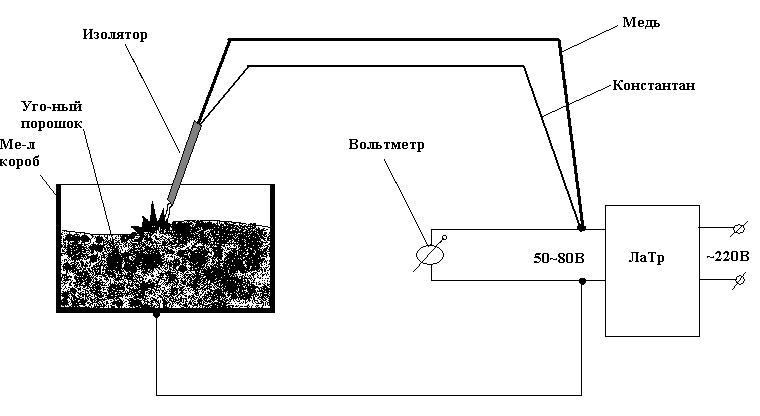 Изолятор
Медь
Константан
Уго-ный
порошок
Ме-л
короб
Вольтметр
50~80В
ЛаТр
~220В